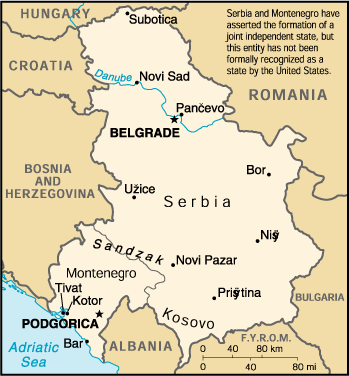 HUNGARY
Subotica
Serbia and Montenegro have
asserted the formation of a
joint independent state, but
this entity has not been
formally recognized as a
state by the United States.
CROATIA
Danube
Novi Sad
ROMANIA
Pančevo
BELGRADE
BOSNIA
AND
HERZEGOVINA
Bor
Užice
Serbia
Niš
Sandzak
Novi Pazar
Montenegro
Tivat
Kotor
Priština
BULGARIA
PODGORICA
Kosovo
Bar
ALBANIA
F.Y.R.O.M.
Adriatic
Sea
0 40 80 km
0 40 80 mi